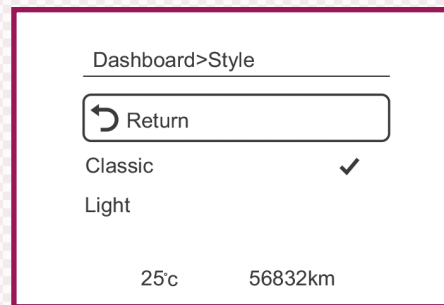 Dashboard>Style
Return
Classic
Light
25°c 56832km